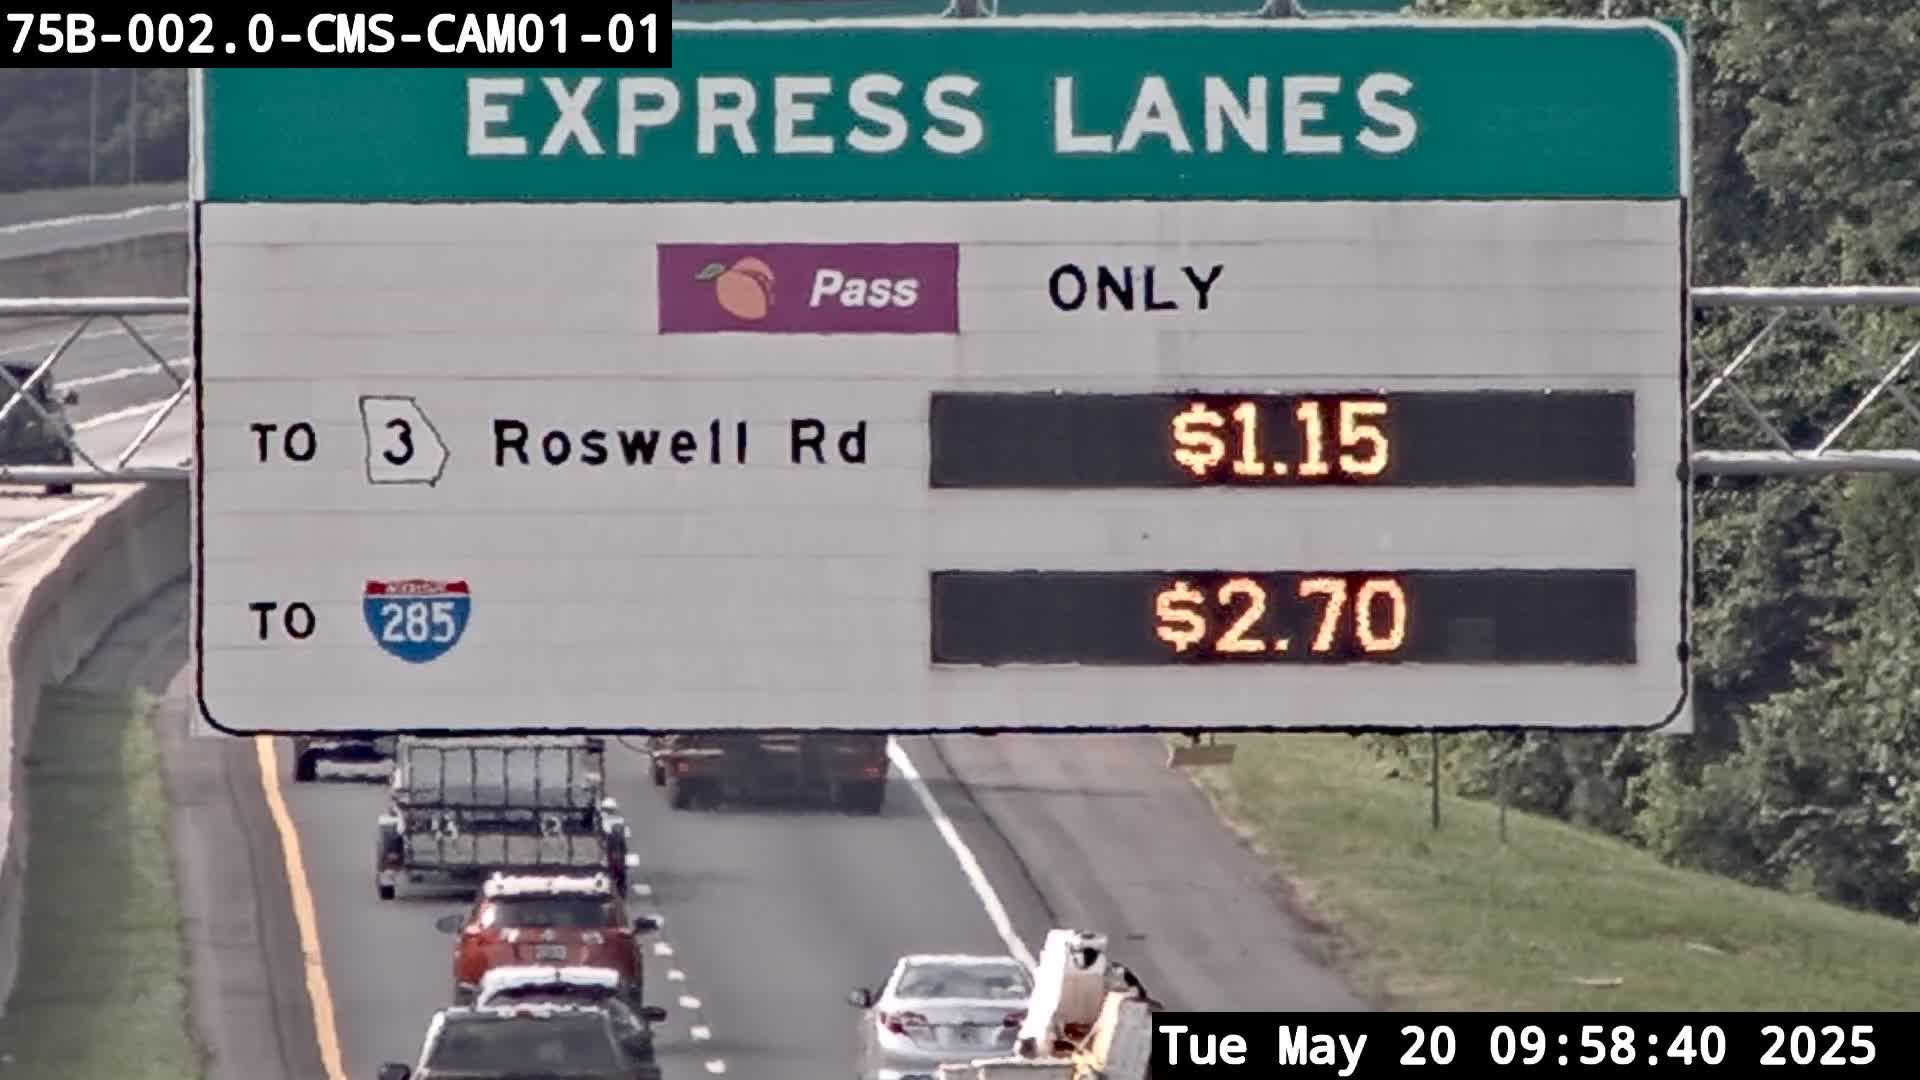 75B-002.0-CMS-CAM01-01
EXPRESS LANES
Pass ONLY
TO 3 Roswell Rd $1.15
TO 285 $2.70
Tue May 20 09:58:40 2025